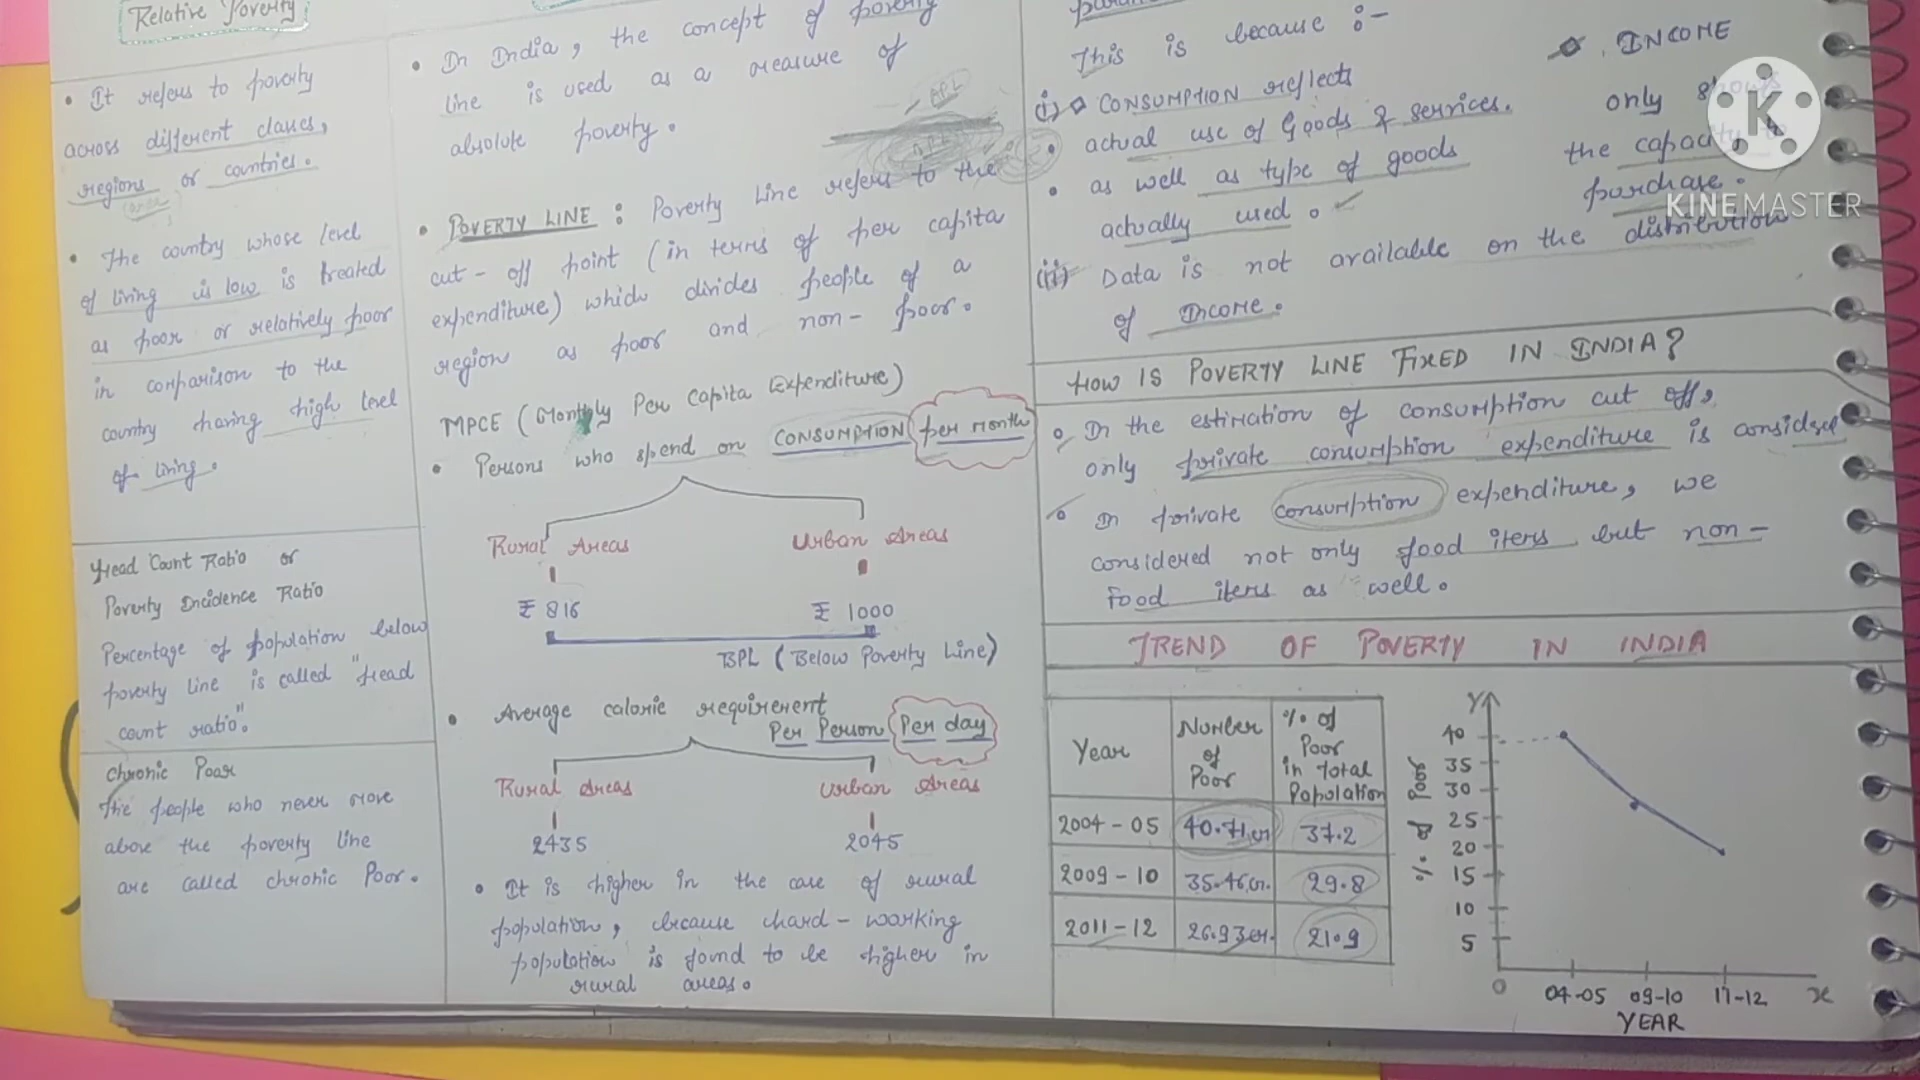 Relative Poverty
• It refers to poverty
across different classes,
regions or countries.
• The country whose level
of living is low is treated
as poor or relatively poor
in comparison to the
country having high level
of living.
Head Count Ratio or
Poverty Incidence Ratio
Percentage of population below
poverty line is called "Head
count ratio".
Chronic Poor
The people who never move
above the poverty line
are called chronic Poor.
• In India, the concept of poverty
line is used as a measure of
absolute poverty.
• POVERTY LINE : Poverty Line refers to the
cut-off point (in terms of per capita
expenditure) which divides people of a
region as poor and non-poor.
MPCE (Monthly Per Capita Expenditure)
• Persons who spend on CONSUMPTION per month
Rural Areas Urban Areas
₹ 816 ₹ 1000
BPL (Below Poverty Line)
• Average caloric requirement
Per Person Per day
Rural Areas Urban Areas
2435 2045
• It is higher in the case of rural
population, because hard-working
population is found to be higher in
rural areas.
This is because :-
(i) CONSUMPTION reflects
• actual use of Goods & services.
• as well as type of goods
actually used.
INCOME
only
the capacity
purchase.
(ii) Data is not available on the distribution
of Income.
HOW IS POVERTY LINE FIXED IN INDIA?
• In the estimation of consumption cut off,
only private consumption expenditure is considered
• In private consumption expenditure, we
considered not only food items but non-
food items as well.
TREND OF POVERTY IN INDIA
Year Number of Poor % of Poor in Total Population
2004-05 40.71 cr 37.2
2009-10 35.46 cr. 29.8
2011-12 26.93 cr. 21.9
Y
% of Poor
40
35
30
25
20
15
10
5
0 04-05 09-10 11-12 x
YEAR
K
KINEMASTER